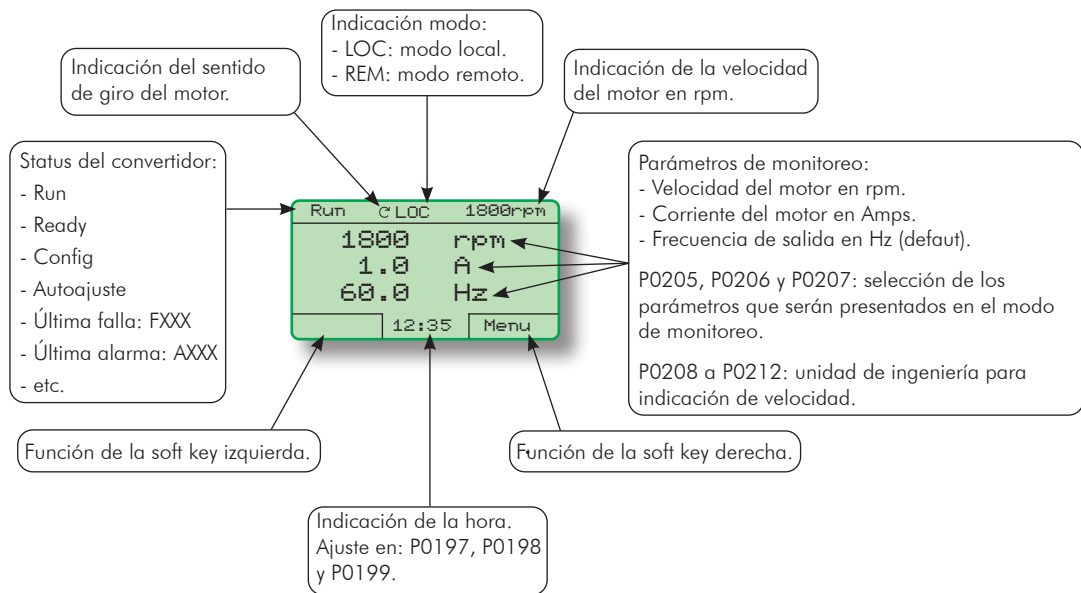 Indicación modo:
- LOC: modo local.
- REM: modo remoto.
Indicación del sentido
de giro del motor.
Indicación de la velocidad
del motor en rpm.
Status del convertidor:
- Run
- Ready
- Config
- Autoajuste
- Última falla: FXXX
- Última alarma: AXXX
- etc.
Run LOC 1800rpm
1800 rpm
1.0 A
60.0 Hz
12:35 Menu
Parámetros de monitoreo:
- Velocidad del motor en rpm.
- Corriente del motor en Amps.
- Frecuencia de salida en Hz (defaut).
P0205, P0206 y P0207: selección de los
parámetros que serán presentados en el modo
de monitoreo.
P0208 a P0212: unidad de ingeniería para
indicación de velocidad.
Función de la soft key izquierda.
Función de la soft key derecha.
Indicación de la hora.
Ajuste en: P0197, P0198
y P0199.